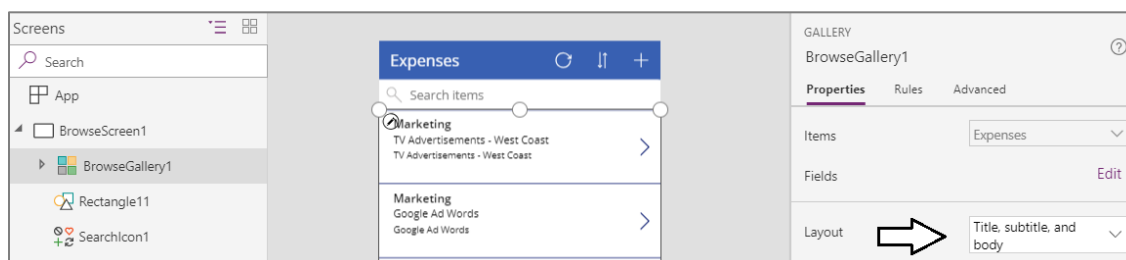 Screens
Search
App
BrowseScreen1
BrowseGallery1
Rectangle11
SearchIcon1
Expenses
Search items
Marketing
TV Advertisements - West Coast
TV Advertisements - West Coast
Marketing
Google Ad Words
Google Ad Words
GALLERY
BrowseGallery1
Properties Rules Advanced
Items Expenses
Fields Edit
Layout Title, subtitle, and
body